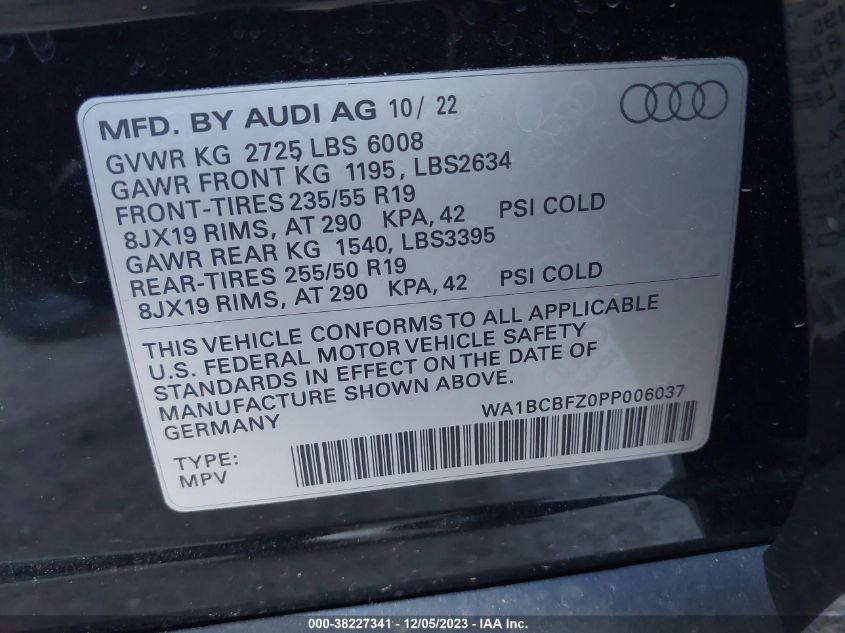 MFD. BY AUDI AG 10/ 22
GVWR KG 2725 LBS 6008
GAWR FRONT KG 1195, LBS2634
FRONT-TIRES 235/55 R19
8JX19 RIMS, AT 290 KPA, 42 PSI COLD
GAWR REAR KG 1540, LBS3395
REAR-TIRES 255/50 R19
8JX19 RIMS, AT 290 KPA, 42 PSI COLD
THIS VEHICLE CONFORMS TO ALL APPLICABLE
U.S. FEDERAL MOTOR VEHICLE SAFETY
STANDARDS IN EFFECT ON THE DATE OF
MANUFACTURE SHOWN ABOVE.
GERMANY
WA1BCBFZ0PP006037
TYPE:
MPV
000-38227341 - 12/05/2023 - IAA Inc.